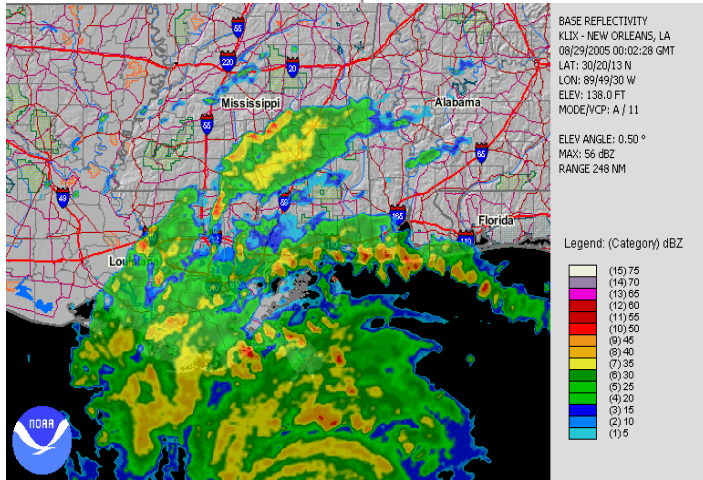 BASE REFLECTIVITY
KLIX - NEW ORLEANS, LA
08/29/2005 00:02:28 GMT
LAT: 30/20/13 N
LON: 89/49/30 W
ELEV: 138.0 FT
MODE/VCP: A / 11
ELEV ANGLE: 0.50 °
MAX: 56 dBZ
RANGE 248 NM
Legend: (Category) dBZ
(15) 75
(14) 70
(13) 65
(12) 60
(11) 55
(10) 50
(9) 45
(8) 40
(7) 35
(6) 30
(5) 25
(4) 20
(3) 15
(2) 10
(1) 5
55
220
20
Mississippi
Alabama
55
65
49
59
165
Florida
110
Louisiana
NOAA